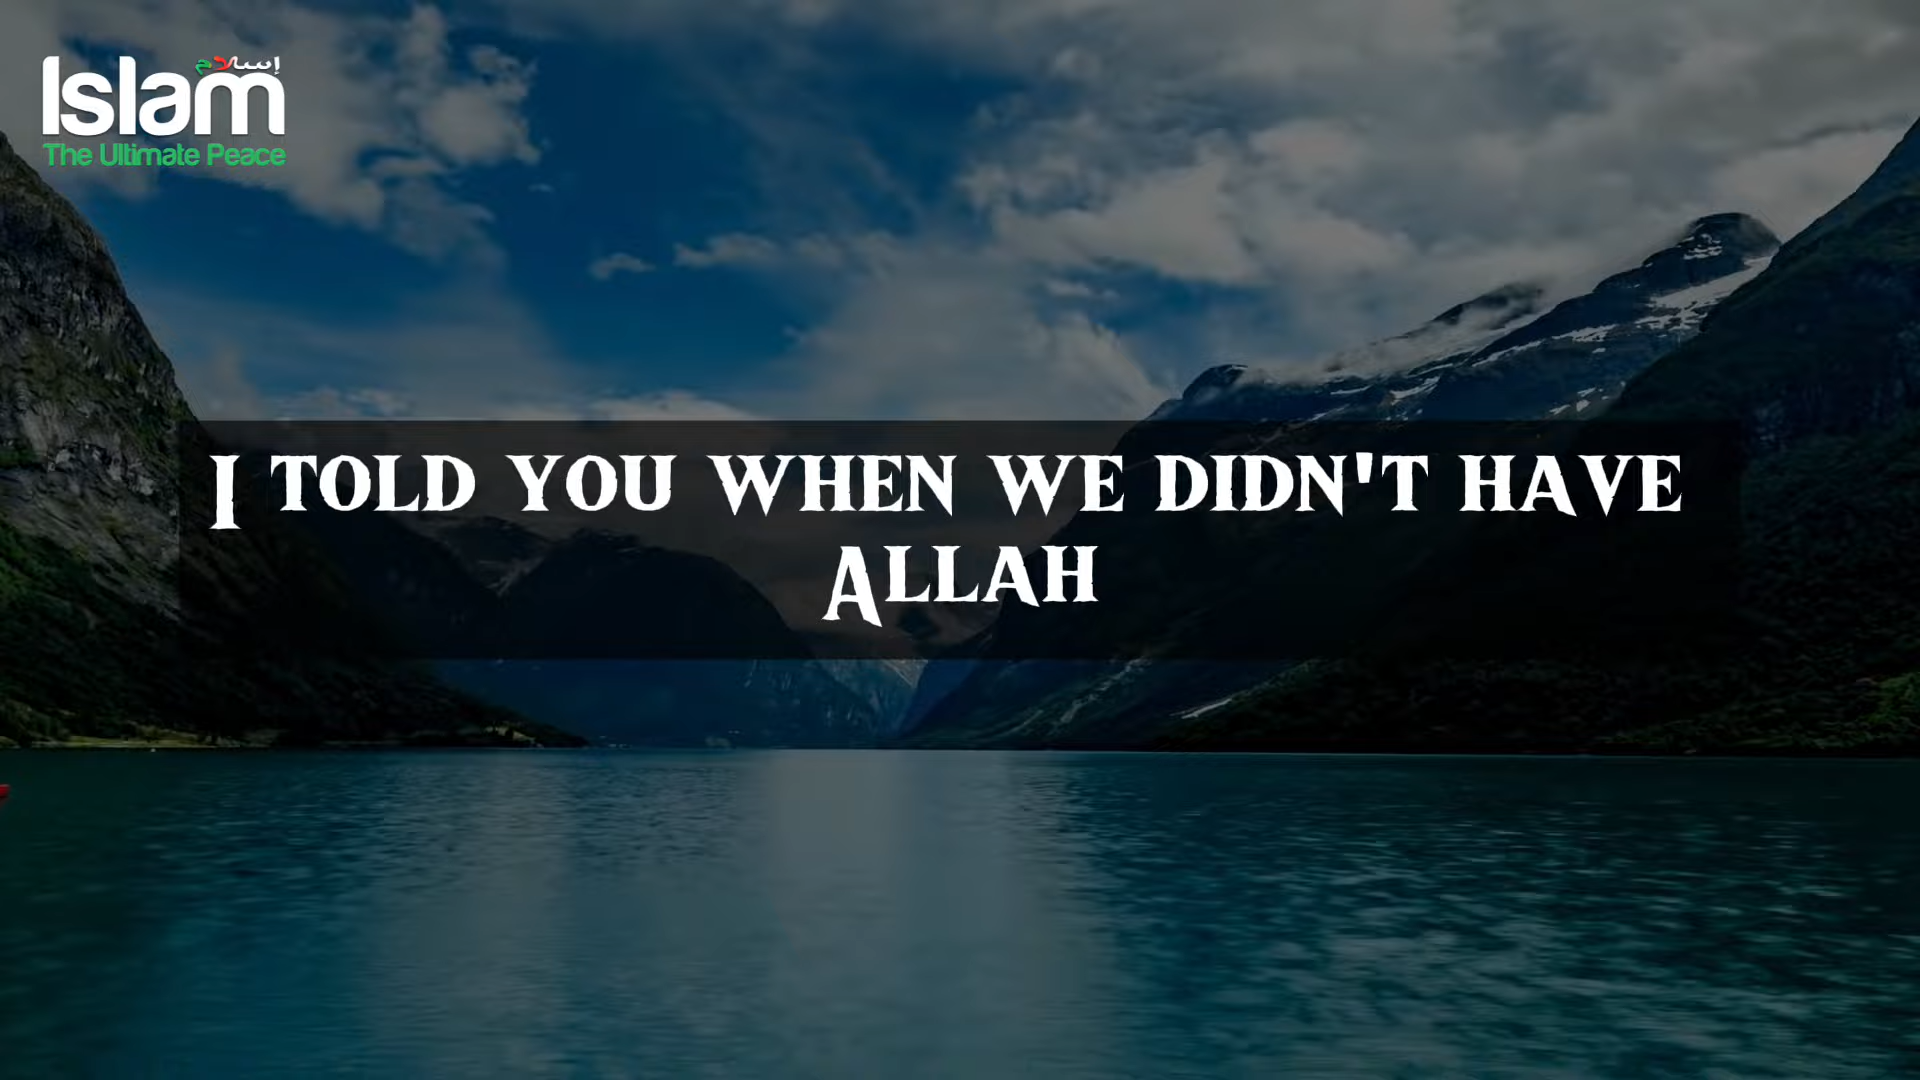 إسلام
Islam
The Ultimate Peace
I told you when we didn't have
Allah